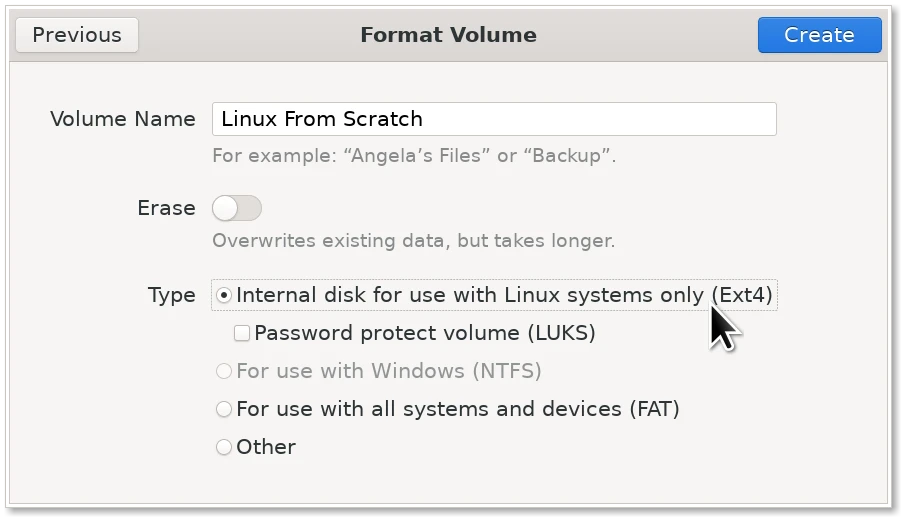 Previous
Format Volume
Create
Volume Name
Linux From Scratch
For example: “Angela’s Files” or “Backup”.
Erase
Overwrites existing data, but takes longer.
Type
Internal disk for use with Linux systems only (Ext4)
Password protect volume (LUKS)
For use with Windows (NTFS)
For use with all systems and devices (FAT)
Other